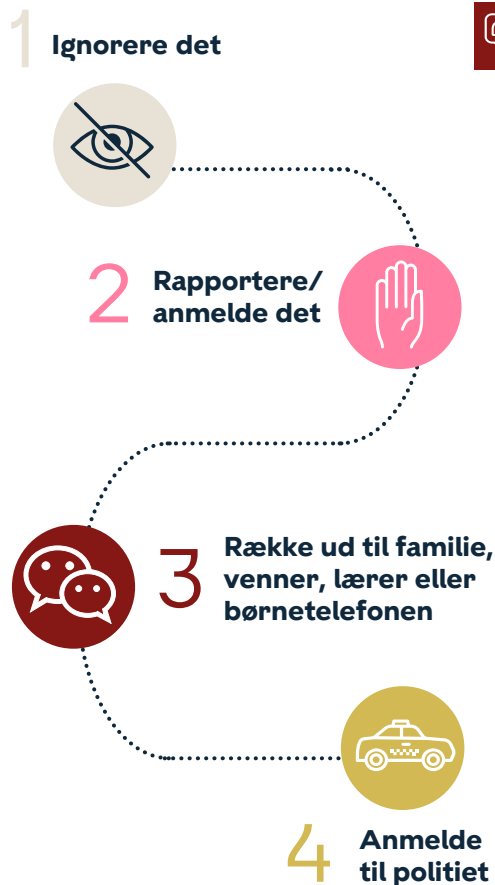 1 Ignorere det
2 Rapportere/
anmelde det
3 Række ud til familie,
venner, lærer eller
børnetelefonen
4 Anmelde
til politiet